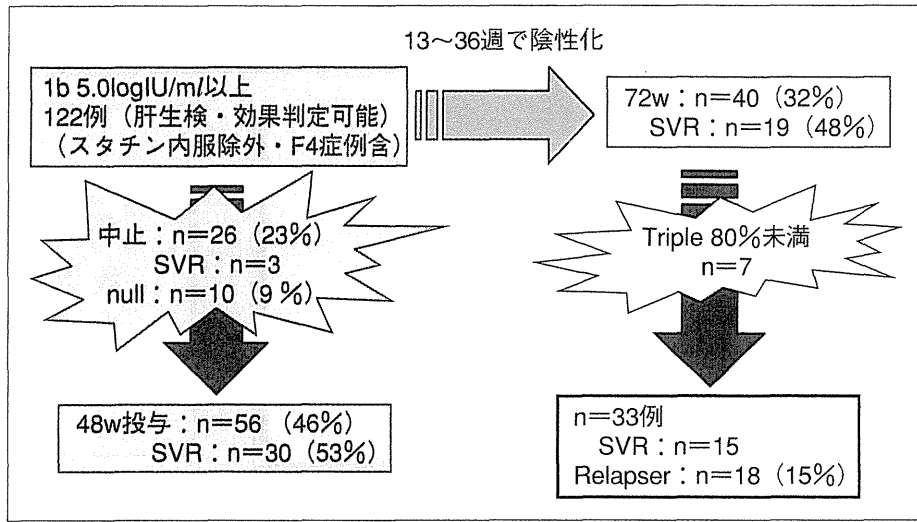 13～36週で陰性化
1b 5.0logIU/ml以上
122例（肝生検・効果判定可能）
（スタチン内服除外・F4症例含）
72w：n＝40（32％）
SVR：n＝19（48％）
中止：n＝26（23％）
SVR：n＝3
null：n＝10（9％）
Triple 80％未満
n＝7
48w投与：n＝56（46％）
SVR：n＝30（53％）
n＝33例
SVR：n＝15
Relapser：n＝18（15％）